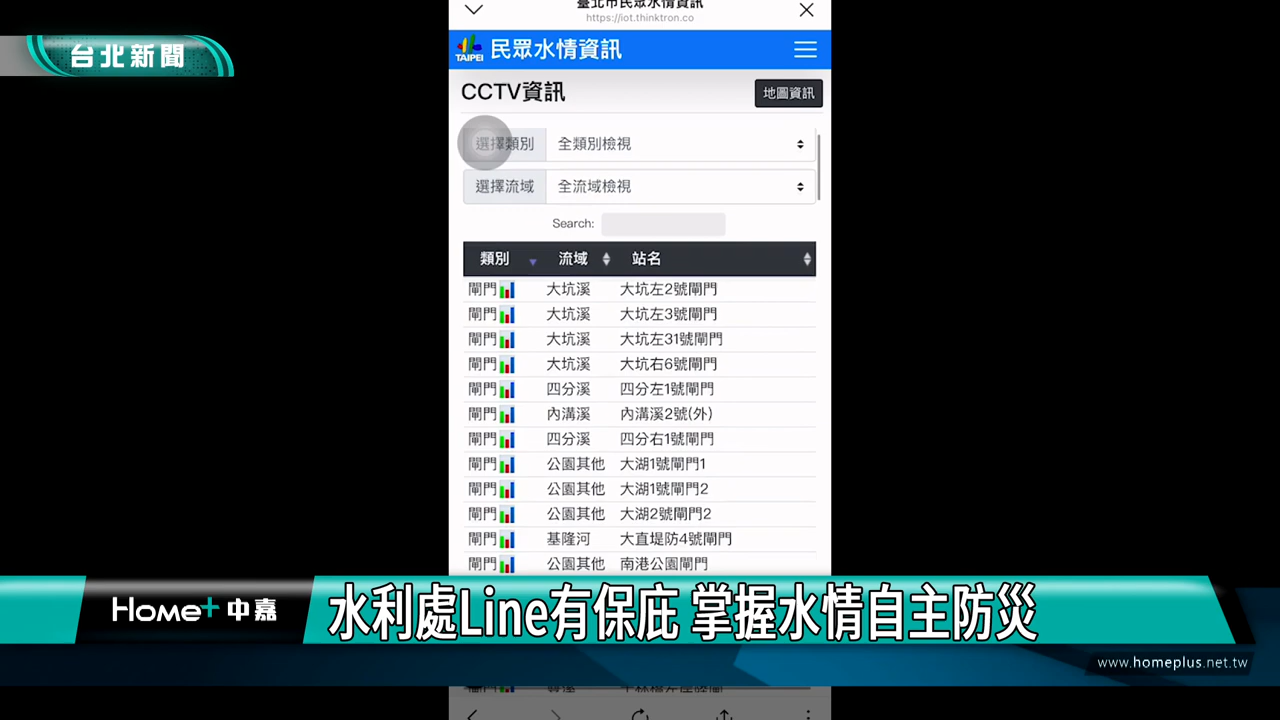 臺北市民眾水情資訊
https://iot.thinktron.co
台北新聞
TAIPEI 民眾水情資訊
CCTV資訊
地圖資訊
選擇類別 全類別檢視
選擇流域 全流域檢視
Search:
類別 流域 站名
閘門 大坑溪 大坑左2號閘門
閘門 大坑溪 大坑左3號閘門
閘門 大坑溪 大坑左31號閘門
閘門 大坑溪 大坑右6號閘門
閘門 四分溪 四分左1號閘門
閘門 內溝溪 內溝溪2號(外)
閘門 四分溪 四分右1號閘門
閘門 公園其他 大湖1號閘門1
閘門 公園其他 大湖1號閘門2
閘門 公園其他 大湖2號閘門2
閘門 基隆河 大直堤防4號閘門
閘門 公園其他 南港公園閘門
Home+ 中嘉
水利處Line有保庇 掌握水情自主防災
www.homeplus.net.tw